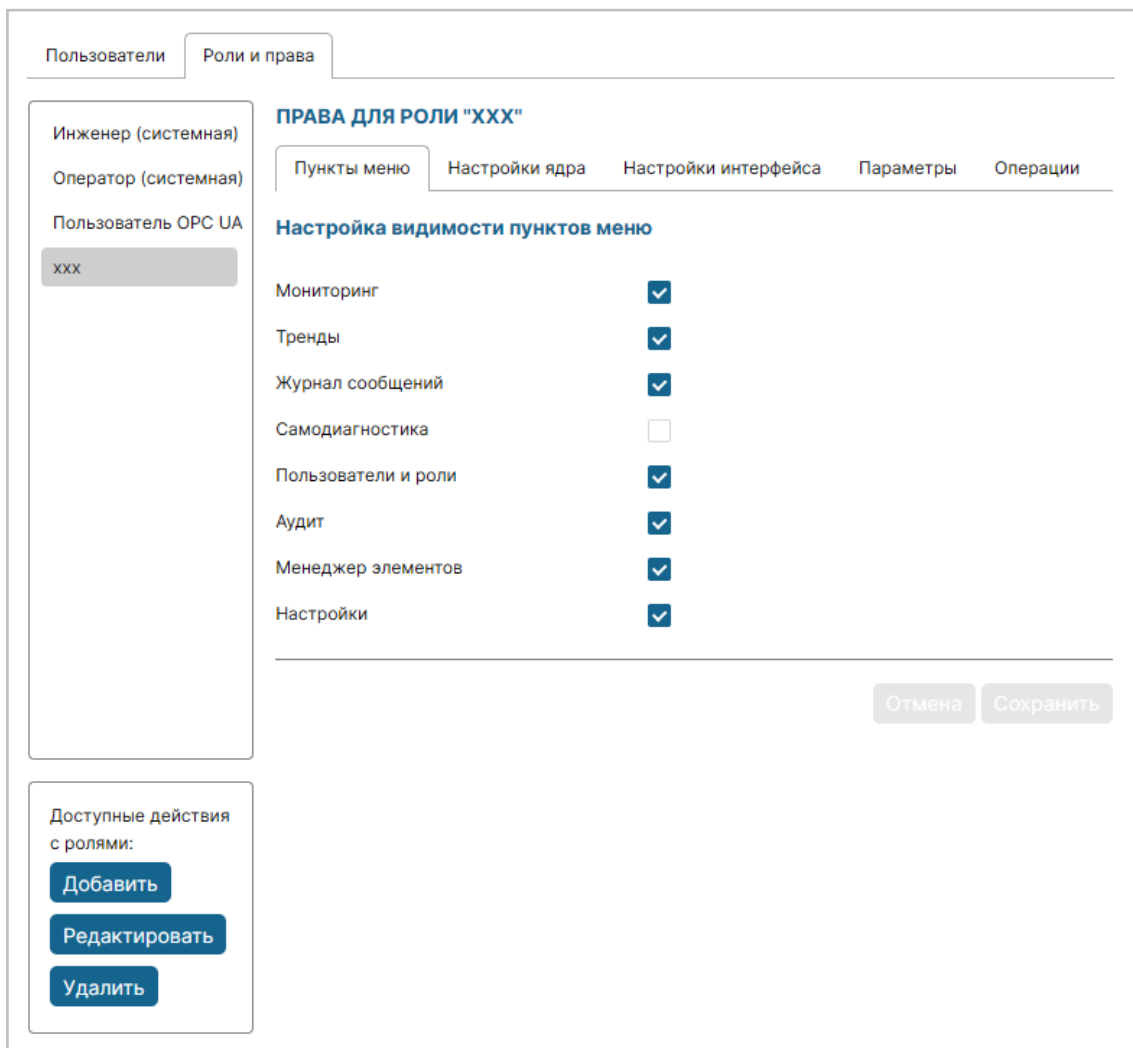 Пользователи
Роли и права
Инженер (системная)
Оператор (системная)
Пользователь OPC UA
xxx
ПРАВА ДЛЯ РОЛИ "XXX"
Пункты меню
Настройки ядра
Настройки интерфейса
Параметры
Операции
Настройка видимости пунктов меню
Мониторинг
Тренды
Журнал сообщений
Самодиагностика
Пользователи и роли
Аудит
Менеджер элементов
Настройки
Отмена
Сохранить
Доступные действия
с ролями:
Добавить
Редактировать
Удалить